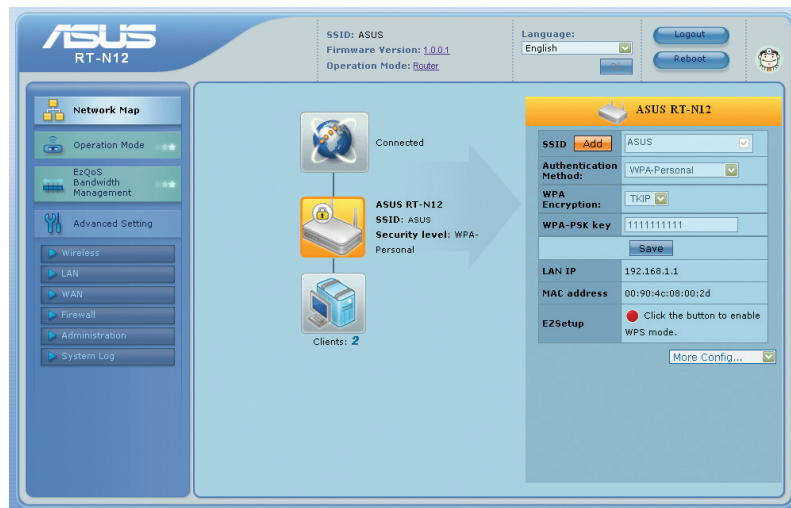 ASUS
RT-N12
SSID: ASUS
Firmware Version: 1.0.0.1
Operation Mode: Router
Language:
English
Logout
Reboot
Network Map
Operation Mode
EzQoS
Bandwidth
Management
Advanced Setting
Wireless
LAN
WAN
Firewall
Administration
System Log
Connected
ASUS RT-N12
SSID: ASUS
Security level: WPA-
Personal
Clients: 2
ASUS RT-N12
SSID Add ASUS
Authentication
Method: WPA-Personal
WPA
Encryption: TKIP
WPA-PSK key 1111111111
Save
LAN IP 192.168.1.1
MAC address 00:90:4c:08:00:2d
EZSetup Click the button to enable
WPS mode.
More Config...